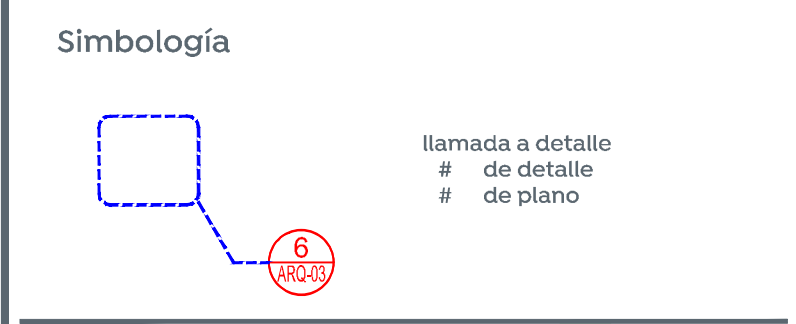 Simbología
llamada a detalle
# de detalle
# de plano
6
ARQ-03